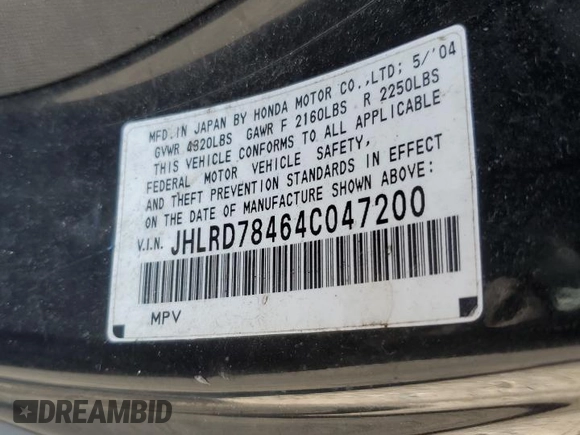 MFD.IN JAPAN BY HONDA MOTOR CO.,LTD; 5/'04
GVWR 4320LBS GAWR F 2160LBS R 2250LBS
THIS VEHICLE CONFORMS TO ALL APPLICABLE
FEDERAL MOTOR VEHICLE SAFETY,
AND THEFT PREVENTION STANDARDS IN EFFECT
ON THE DATE OF MANUFACTURE SHOWN ABOVE:
V.I.N. JHLRD78464C047200
MPV
DREAMBID